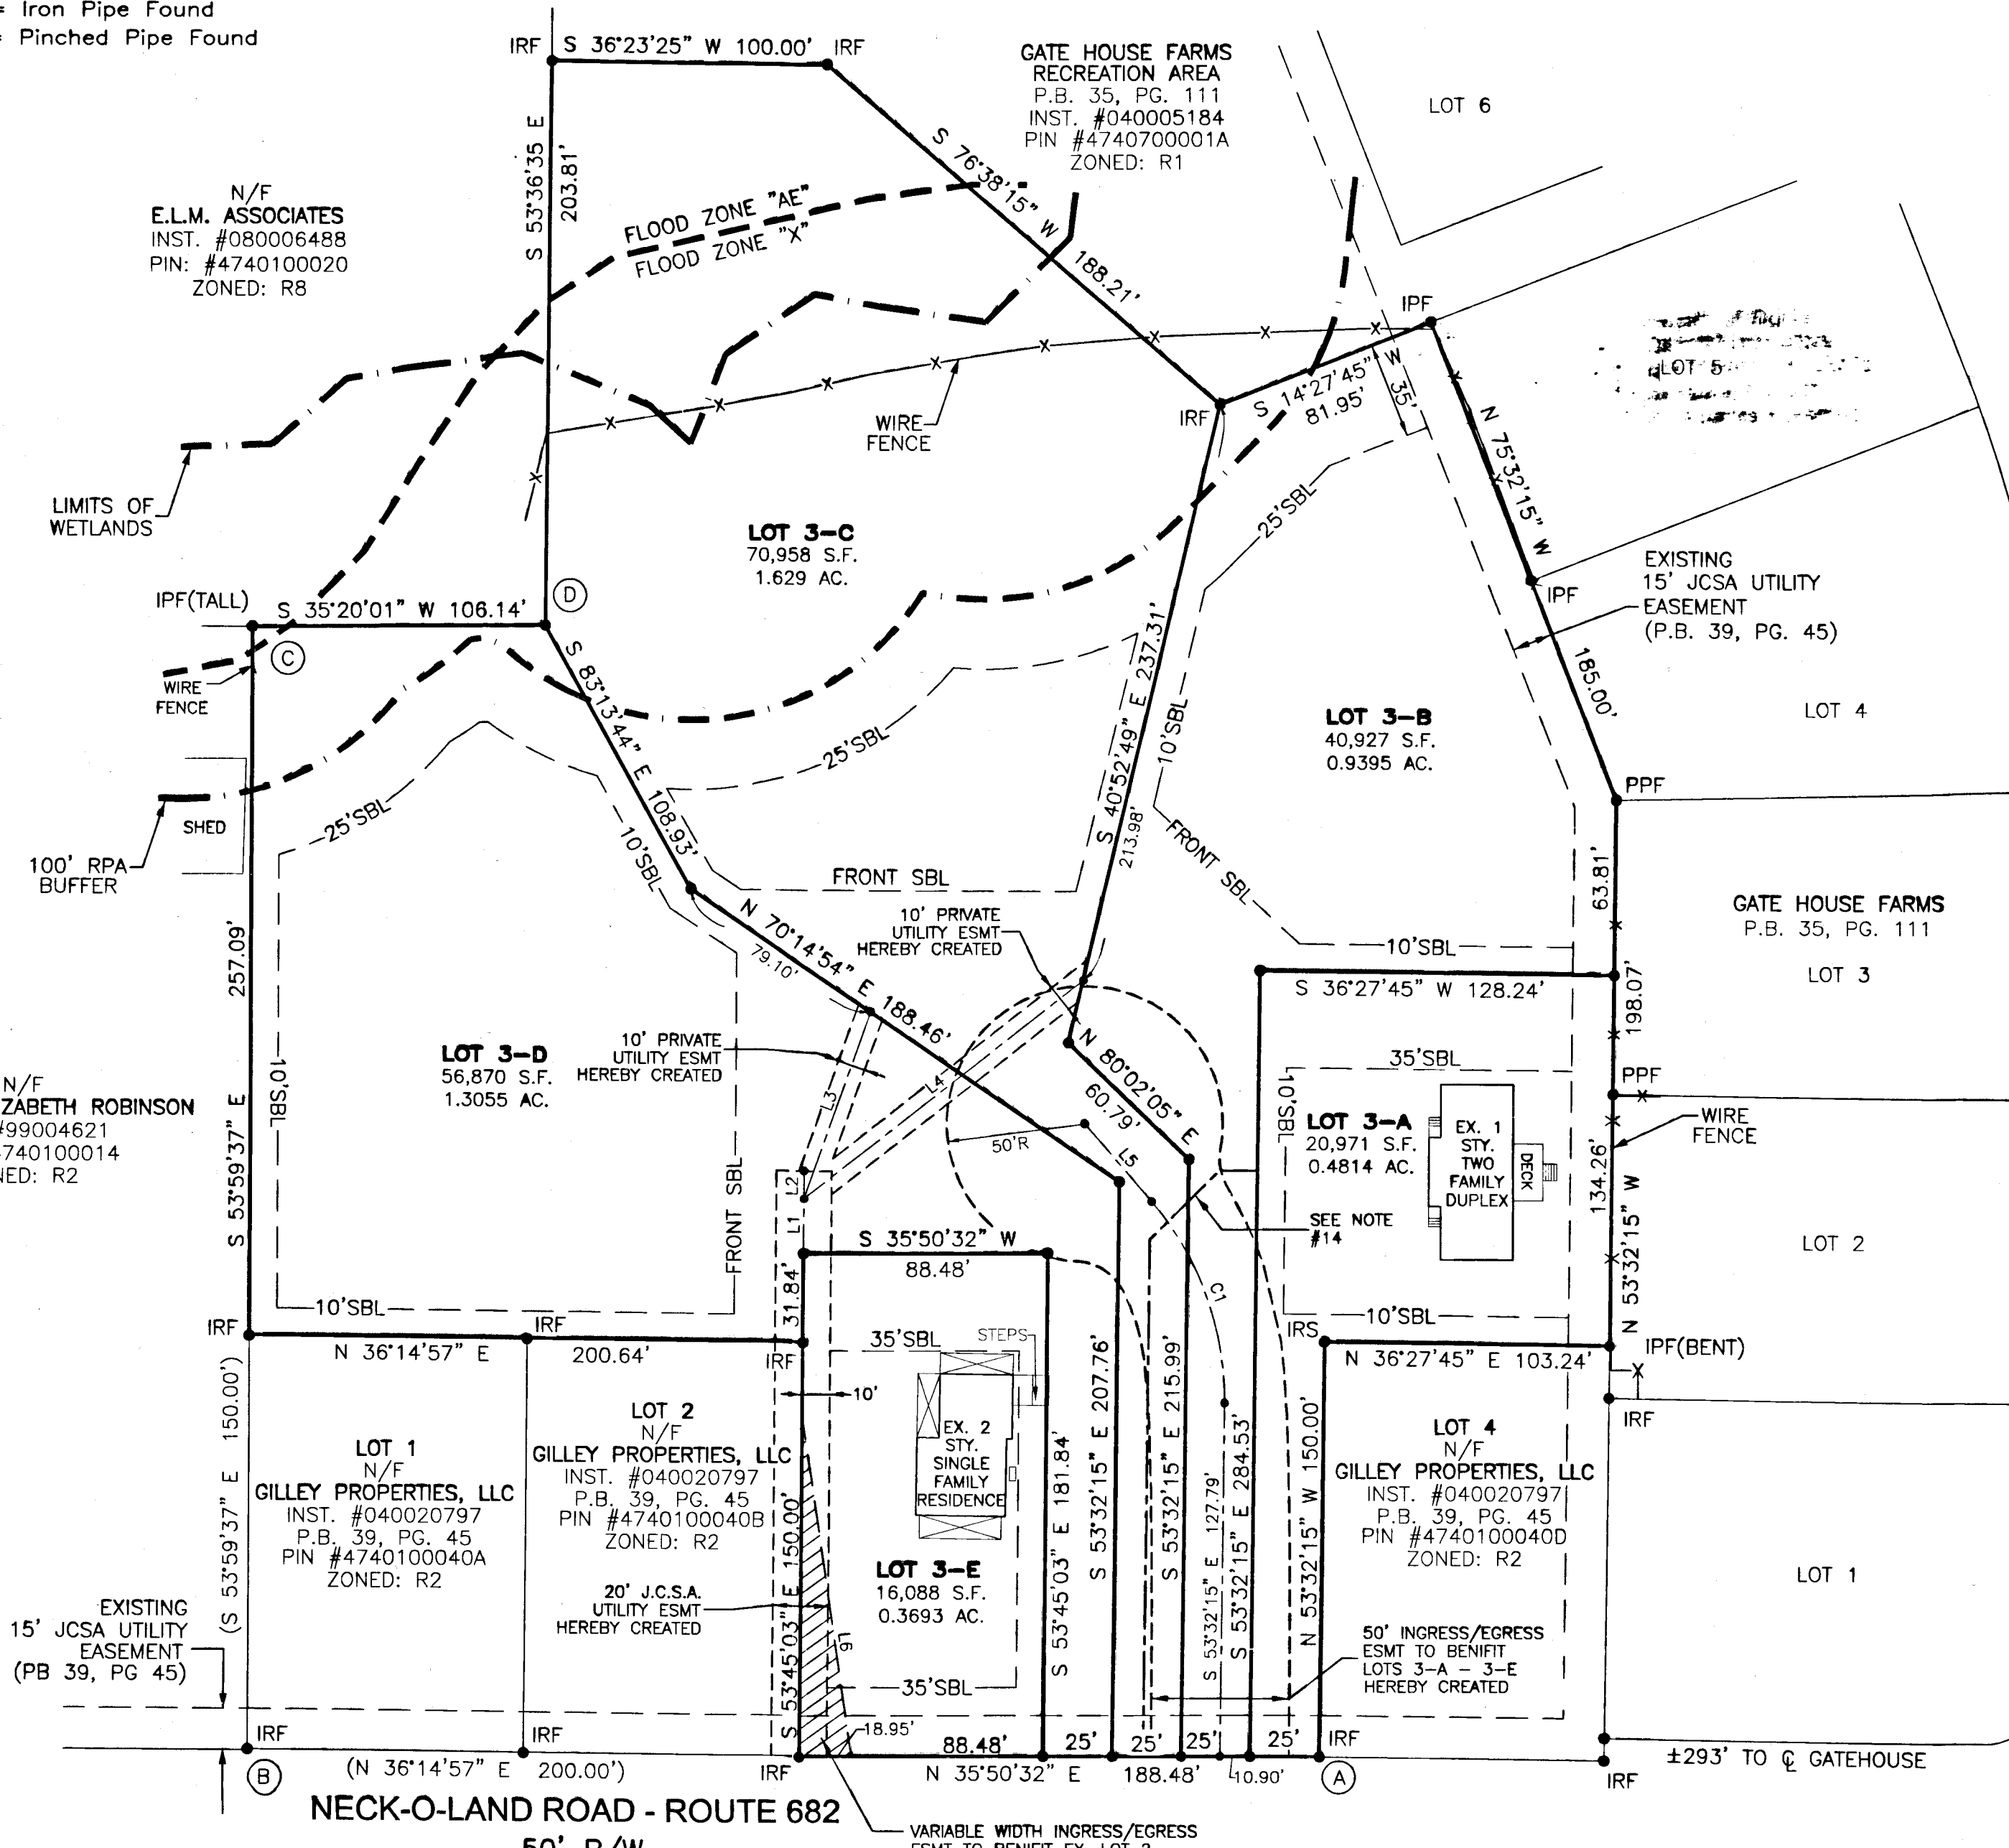 = Iron Pipe Found
= Pinched Pipe Found
IRF
S 36°23'25" W 100.00'
IRF
GATE HOUSE FARMS
RECREATION AREA
P.B. 35, PG. 111
INST. #040005184
PIN #4740700001A
ZONED: R1
LOT 6
S 53°36'35 E
203.81'
N/F
E.L.M. ASSOCIATES
INST. #080006488
PIN: #4740100020
ZONED: R8
FLOOD ZONE "AE"
FLOOD ZONE "X"
S 76°38'15" W
188.21'
IPF
S 14°27'45" W
81.95'
35'
IRF
LOT 5
N 75°32'15" W
185.00'
WIRE
FENCE
LIMITS OF
WETLANDS
LOT 3-C
70,958 S.F.
1.629 AC.
25'SBL
IPF
EXISTING
15' JCSA UTILITY
EASEMENT
(P.B. 39, PG. 45)
IPF(TALL)
S 35°20'01" W 106.14'
D
C
WIRE
FENCE
S 83°13'44" E 108.93'
25'SBL
S 40°52'49" E 237.31'
213.98'
10'SBL
LOT 3-B
40,927 S.F.
0.9395 AC.
LOT 4
PPF
SHED
100' RPA
BUFFER
25'SBL
10'SBL
FRONT SBL
FRONT SBL
63.81'
GATE HOUSE FARMS
P.B. 35, PG. 111
LOT 3
10'SBL
N 70°14'54" E 188.46'
79.10'
10' PRIVATE
UTILITY ESMT
HEREBY CREATED
S 36°27'45" W 128.24'
198.07'
257.09'
S 53°59'37" E
10'SBL
LOT 3-D
56,870 S.F.
1.3055 AC.
10' PRIVATE
UTILITY ESMT
HEREBY CREATED
L3
L4
N 80°02'05" E
60.79'
50'R
L5
35'SBL
10'SBL
LOT 3-A
20,971 S.F.
0.4814 AC.
EX. 1
STY.
TWO
FAMILY
DUPLEX
DECK
PPF
WIRE
FENCE
134.26'
N/F
ZABETH ROBINSON
#99004621
4740100014
NED: R2
FRONT SBL
L2
L1
SEE NOTE
#14
N 53°32'15" W
LOT 2
S 35°50'32" W
88.48'
31.84'
C1
10'SBL
10'SBL
IRF
IRF
N 36°14'57" E
200.64'
IRF
35'SBL
STEPS
IRS
N 36°27'45" E 103.24'
IPF(BENT)
IRF
10'
(S 53°59'37" E 150.00')
LOT 1
N/F
GILLEY PROPERTIES, LLC
INST. #040020797
P.B. 39, PG. 45
PIN #4740100040A
ZONED: R2
LOT 2
N/F
GILLEY PROPERTIES, LLC
INST. #040020797
P.B. 39, PG. 45
PIN #4740100040B
ZONED: R2
EX. 2
STY.
SINGLE
FAMILY
RESIDENCE
S 53°45'03" E 181.84'
S 53°32'15" E 207.76'
S 53°32'15" E 215.99'
S 53°32'15" E 127.79'
S 53°32'15" E 284.53'
N 53°32'15" W 150.00'
LOT 4
N/F
GILLEY PROPERTIES, LLC
INST. #040020797
P.B. 39, PG. 45
PIN #4740100040D
ZONED: R2
LOT 1
S 53°45'03" E 150.00'
LOT 3-E
16,088 S.F.
0.3693 AC.
20' J.C.S.A.
UTILITY ESMT
HEREBY CREATED
L6
EXISTING
15' JCSA UTILITY
EASEMENT
(PB 39, PG 45)
50' INGRESS/EGRESS
ESMT TO BENIFIT
LOTS 3-A - 3-E
HEREBY CREATED
35'SBL
18.95'
IRF
IRF
88.48'
25'
25'
25'
IRF
B
(N 36°14'57" E 200.00')
IRF
N 35°50'32" E 188.48'
10.90'
A
IRF
±293' TO ℄ GATEHOUSE
NECK-O-LAND ROAD - ROUTE 682
50' R/W
VARIABLE WIDTH INGRESS/EGRESS
ESMT TO BENIFIT EX. LOT 2